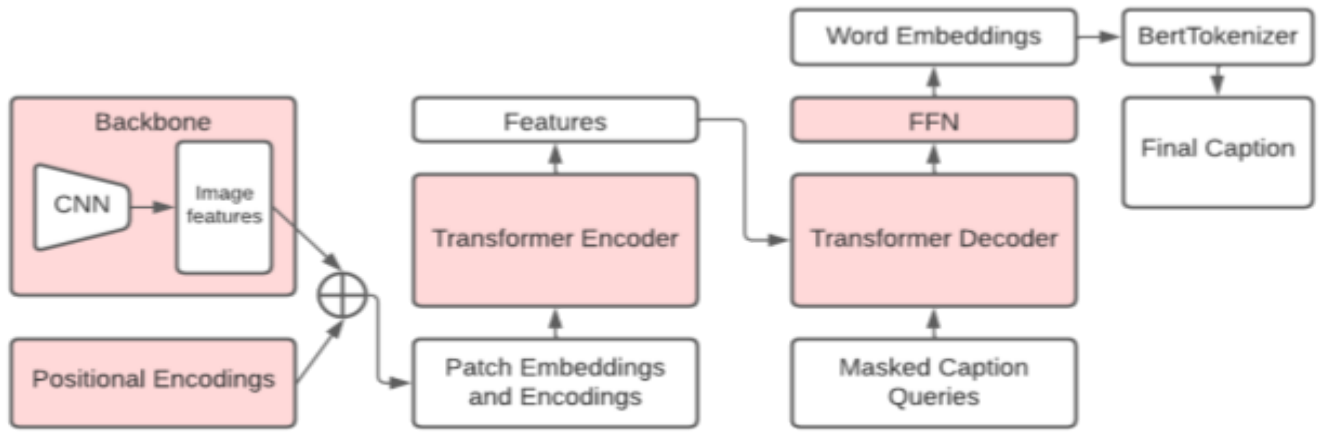 Backbone
CNN
Image
features
Positional Encodings
Features
Transformer Encoder
Patch Embeddings
and Encodings
Word Embeddings
FFN
Transformer Decoder
Masked Caption
Queries
BertTokenizer
Final Caption